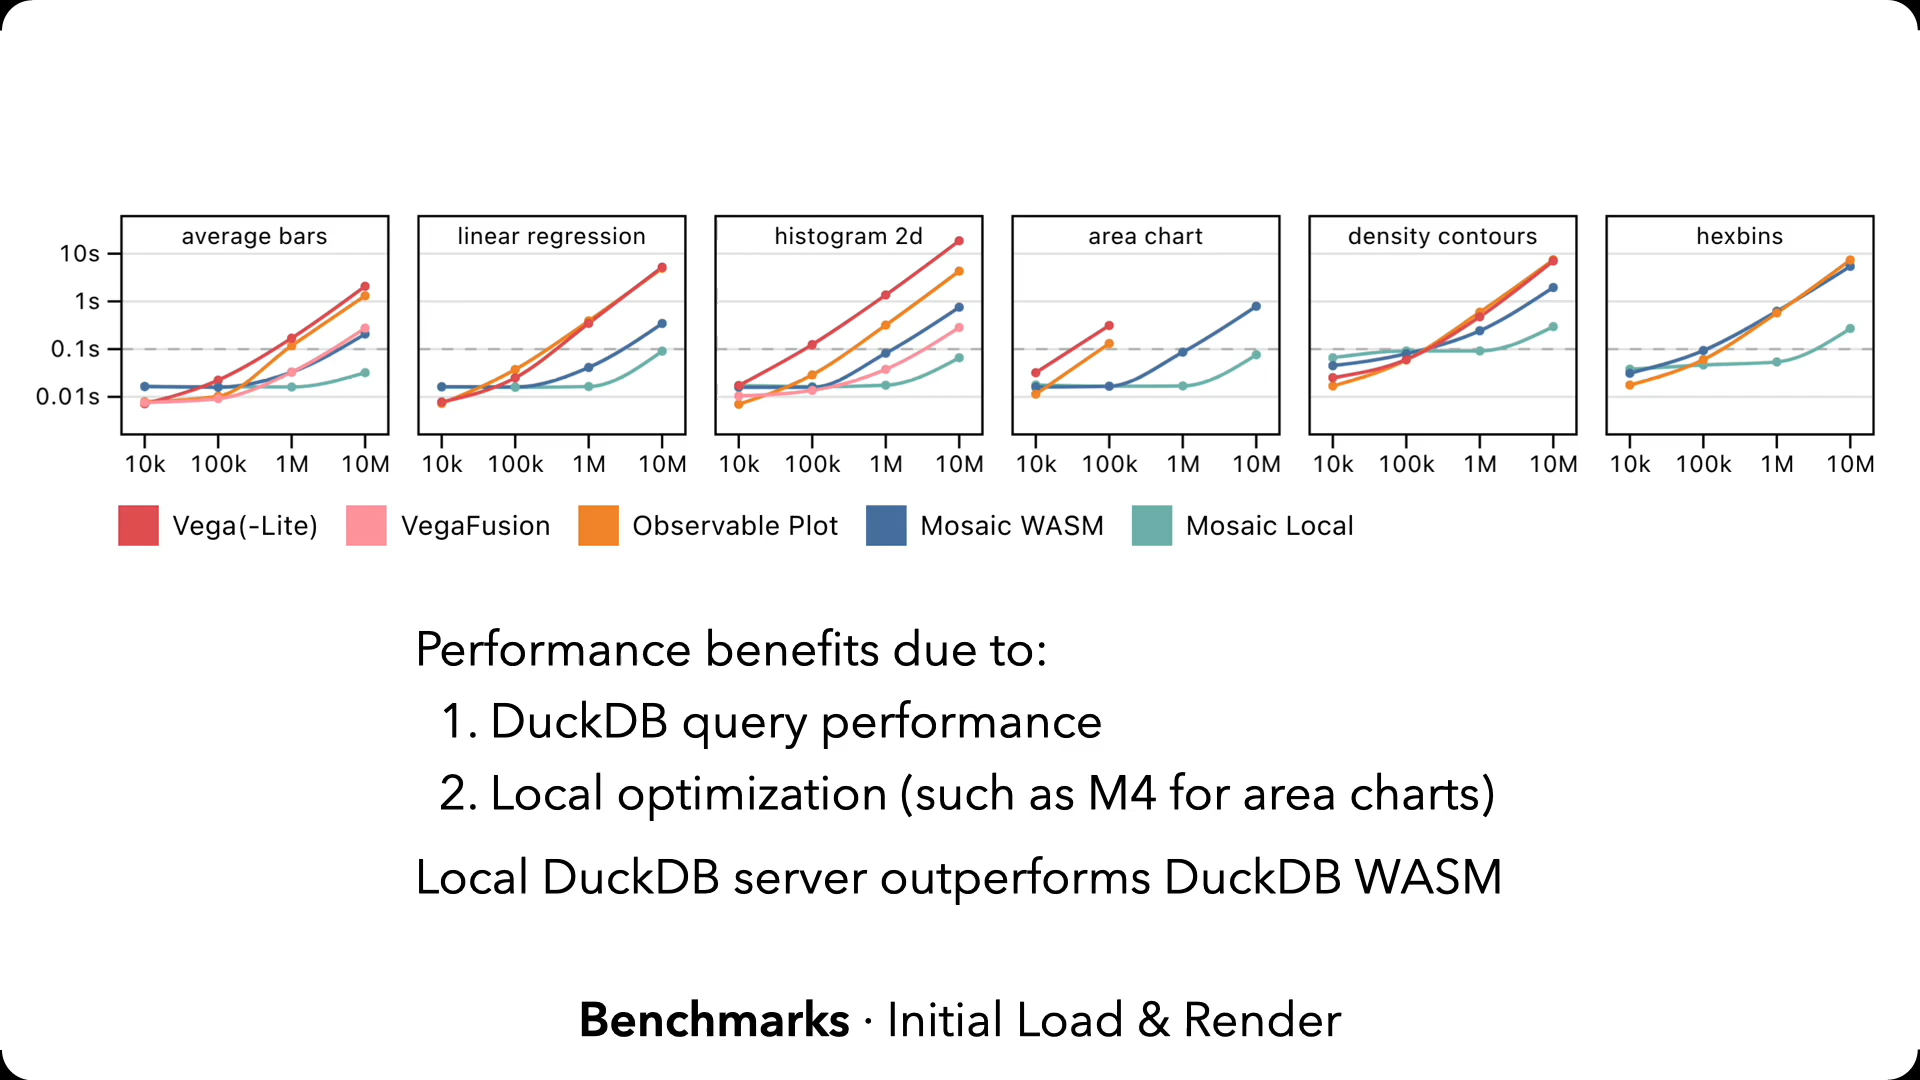 average bars linear regression histogram 2d area chart density contours hexbins
10s
1s
0.1s
0.01s
10k 100k 1M 10M 10k 100k 1M 10M 10k 100k 1M 10M 10k 100k 1M 10M 10k 100k 1M 10M 10k 100k 1M 10M
Vega(-Lite) VegaFusion Observable Plot Mosaic WASM Mosaic Local
Performance benefits due to:
1. DuckDB query performance
2. Local optimization (such as M4 for area charts)
Local DuckDB server outperforms DuckDB WASM
Benchmarks · Initial Load & Render